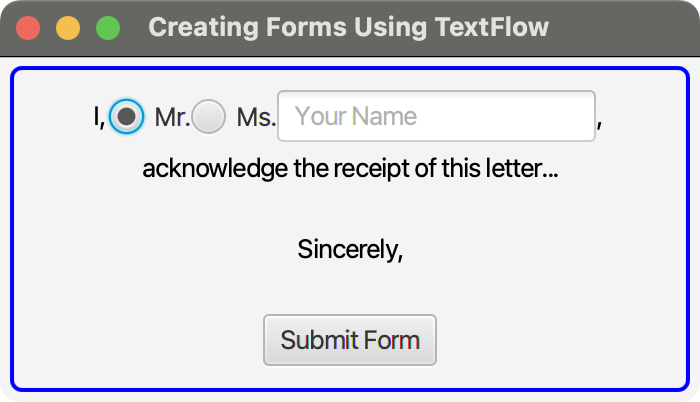 Creating Forms Using TextFlow
I, Mr. Ms. Your Name,
acknowledge the receipt of this letter...
Sincerely,
Submit Form